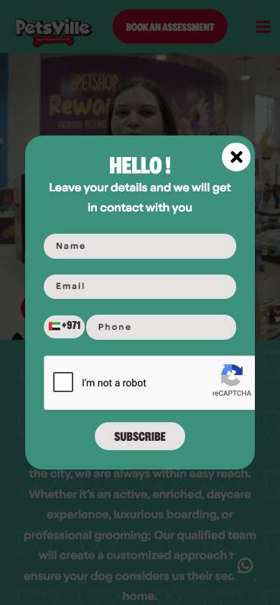 PetsVille
BOOK AN ASSESSMENT
PETSHOP
Rewa
HELLO !
Leave your details and we will get
in contact with you
Name
Email
+971
Phone
I'm not a robot
reCAPTCHA
SUBSCRIBE
the city, we are always within easy reach.
Whether it's an active, enriched, daycare
experience, luxurious boarding, or
professional grooming; Our qualified team
will create a customized approach t
ensure your dog considers us their sec
home.